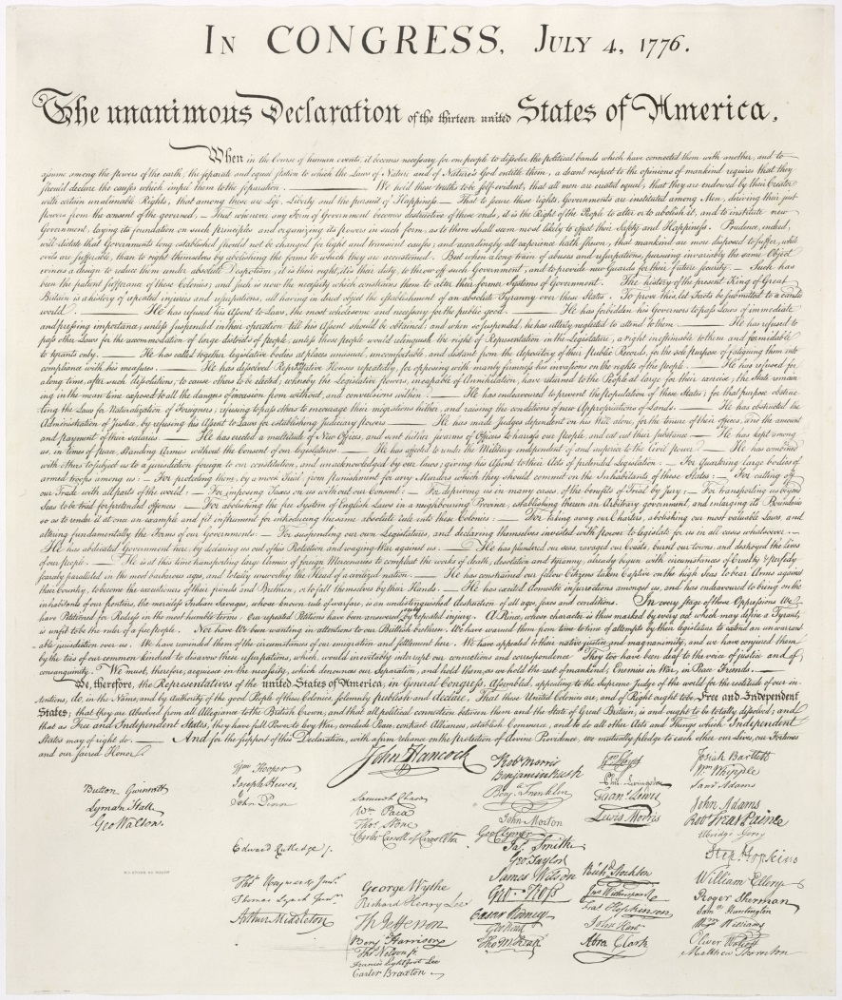 In CONGRESS, July 4, 1776.
The unanimous Declaration of the thirteen united States of America,
When in the Course of human events, it becomes necessary for one people to dissolve the political bands which have connected them with another, and to
assume among the powers of the earth, the separate and equal station to which the Laws of Nature and of Nature's God entitle them, a decent respect to the opinions of mankind requires that they
should declare the causes which impel them to the separation. — We hold these truths to be self-evident, that all men are created equal, that they are endowed by their Creator
with certain unalienable Rights, that among these are Life, Liberty and the pursuit of Happiness. — That to secure these rights, Governments are instituted among Men, deriving their just
powers from the consent of the governed, — That whenever any Form of Government becomes destructive of these ends, it is the Right of the People to alter or to abolish it, and to institute new
Government, laying its foundation on such principles and organizing its powers in such form, as to them shall seem most likely to effect their Safety and Happiness. Prudence, indeed,
will dictate that Governments long established should not be changed for light and transient causes; and accordingly all experience hath shewn, that mankind are more disposed to suffer, while
evils are sufferable, than to right themselves by abolishing the forms to which they are accustomed. But when a long train of abuses and usurpations, pursuing invariably the same Object
evinces a design to reduce them under absolute Despotism, it is their right, it is their duty, to throw off such Government, and to provide new Guards for their future security. — Such has
been the patient sufferance of these Colonies; and such is now the necessity which constrains them to alter their former Systems of Government. The history of the present King of Great
Britain is a history of repeated injuries and usurpations, all having in direct object the establishment of an absolute Tyranny over these States. To prove this, let Facts be submitted to a candid
world. — He has refused his Assent to Laws, the most wholesome and necessary for the public good. — He has forbidden his Governors to pass Laws of immediate
and pressing importance, unless suspended in their operation till his Assent should be obtained; and when so suspended, he has utterly neglected to attend to them. — He has refused to
pass other Laws for the accommodation of large districts of people, unless those people would relinquish the right of Representation in the Legislature, a right inestimable to them and formidable
to tyrants only. — He has called together legislative bodies at places unusual, uncomfortable, and distant from the depository of their Public Records, for the sole purpose of fatiguing them into
compliance with his measures. — He has dissolved Representative Houses repeatedly, for opposing with manly firmness his invasions on the rights of the people. — He has refused for
a long time, after such dissolutions, to cause others to be elected; whereby the Legislative powers, incapable of Annihilation, have returned to the People at large for their exercise; the State remain-
ing in the mean time exposed to all the dangers of invasion from without, and convulsions within. — He has endeavoured to prevent the population of these States; for that purpose obstruc-
ting the Laws for Naturalization of Foreigners; refusing to pass others to encourage their migrations hither, and raising the conditions of new Appropriations of Lands. — He has obstructed the
Administration of Justice, by refusing his Assent to Laws for establishing Judiciary powers. — He has made Judges dependent on his Will alone, for the tenure of their offices, and the amount
and payment of their salaries. — He has erected a multitude of New Offices, and sent hither swarms of Officers to harrass our people, and eat out their substance. — He has kept among
us, in times of peace, Standing Armies without the Consent of our legislatures. — He has affected to render the Military independent of and superior to the Civil power. — He has combined
with others to subject us to a jurisdiction foreign to our constitution, and unacknowledged by our laws; giving his Assent to their Acts of pretended Legislation: — For Quartering large bodies of
armed troops among us: — For protecting them, by a mock Trial, from punishment for any Murders which they should commit on the Inhabitants of these States: — For cutting off
our Trade with all parts of the world: — For imposing Taxes on us without our Consent: — For depriving us in many cases, of the benefits of Trial by Jury: — For transporting us beyond
Seas to be tried for pretended offences — For abolishing the free System of English Laws in a neighbouring Province, establishing therein an Arbitrary government, and enlarging its Boundaries
so as to render it at once an example and fit instrument for introducing the same absolute rule into these Colonies: — For taking away our Charters, abolishing our most valuable Laws, and
altering fundamentally the Forms of our Governments: — For suspending our own Legislatures, and declaring themselves invested with power to legislate for us in all cases whatsoever. —
He has abdicated Government here, by declaring us out of his Protection and waging War against us. — He has plundered our seas, ravaged our Coasts, burnt our towns, and destroyed the lives
of our people. — He is at this time transporting large Armies of foreign Mercenaries to compleat the works of death, desolation and tyranny, already begun with circumstances of Cruelty & perfidy
scarcely paralleled in the most barbarous ages, and totally unworthy the Head of a civilized nation. — He has constrained our fellow Citizens taken Captive on the high Seas to bear Arms against
their Country, to become the executioners of their friends and Brethren, or to fall themselves by their Hands. — He has excited domestic insurrections amongst us, and has endeavoured to bring on the
inhabitants of our frontiers, the merciless Indian Savages, whose known rule of warfare, is an undistinguished destruction of all ages, sexes and conditions. In every stage of these Oppressions We
have Petitioned for Redress in the most humble terms: Our repeated Petitions have been answered only by repeated injury. A Prince, whose character is thus marked by every act which may define a Tyrant,
is unfit to be the ruler of a free people. Nor have We been wanting in attentions to our Brittish brethren. We have warned them from time to time of attempts by their legislature to extend an unwarrant-
able jurisdiction over us. We have reminded them of the circumstances of our emigration and settlement here. We have appealed to their native justice and magnanimity, and we have conjured them
by the ties of our common kindred to disavow these usurpations, which, would inevitably interrupt our connections and correspondence. They too have been deaf to the voice of justice and of
consanguinity. We must, therefore, acquiesce in the necessity, which denounces our Separation, and hold them, as we hold the rest of mankind, Enemies in War, in Peace Friends. —
We, therefore, the Representatives of the united States of America, in General Congress, Assembled, appealing to the Supreme Judge of the world for the rectitude of our in-
tentions, do, in the Name, and by authority of the good People of these Colonies, solemnly publish and declare, That these United Colonies are, and of Right ought to be Free and Independent
States; that they are Absolved from all Allegiance to the British Crown, and that all political connection between them and the State of Great Britain, is and ought to be totally dissolved; and
that as Free and Independent States, they have full Power to levy War, conclude Peace, contract Alliances, establish Commerce, and to do all other Acts and Things which Independent
States may of right do. — And for the support of this Declaration, with a firm reliance on the protection of divine Providence, we mutually pledge to each other our Lives, our Fortunes
and our sacred Honor.
John Hancock
Button Gwinnett
Lyman Hall
Geo Walton.
Wm Hooper
Joseph Hewes,
John Penn
Edward Rutledge
Thos Heyward Junr.
Thomas Lynch Junr.
Arthur Middleton
Samuel Chase
Wm Paca
Thos Stone
Charles Carroll of Carrollton
George Wythe
Richard Henry Lee
Th Jefferson
Benj Harrison
Thos Nelson jr.
Francis Lightfoot Lee
Carter Braxton
Robt Morris
Benjamin Rush
Benj. Franklin
John Morton
Geo Clymer
Jas. Smith
Geo. Taylor
James Wilson
Geo. Ross
Caesar Rodney
Geo Read
Tho M:Kean
Wm Floyd
Phil. Livingston
Frans. Lewis
Lewis Morris
Richd. Stockton
Jno Witherspoon
Fras. Hopkinson
John Hart
Abra Clark
Josiah Bartlett
Wm. Whipple
Saml Adams
John Adams
Robt Treat Paine
Elbridge Gerry
Step Hopkins
William Ellery
Roger Sherman
Saml Huntington
Wm Williams
Oliver Wolcott
Matthew Thornton